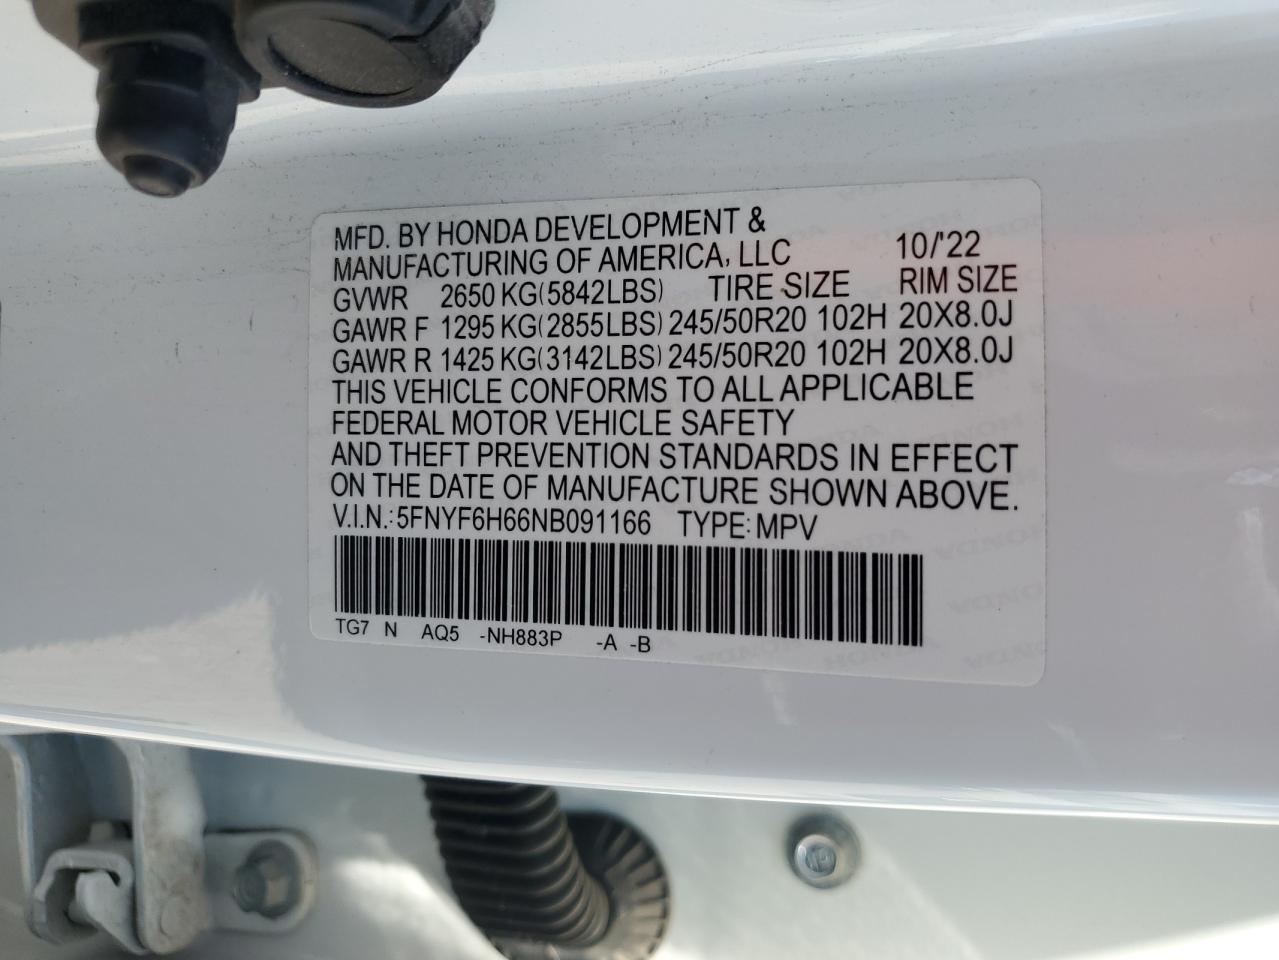 MFD. BY HONDA DEVELOPMENT &
MANUFACTURING OF AMERICA, LLC 10/'22
GVWR 2650 KG(5842LBS) TIRE SIZE RIM SIZE
GAWR F 1295 KG(2855LBS) 245/50R20 102H 20X8.0J
GAWR R 1425 KG(3142LBS) 245/50R20 102H 20X8.0J
THIS VEHICLE CONFORMS TO ALL APPLICABLE
FEDERAL MOTOR VEHICLE SAFETY
AND THEFT PREVENTION STANDARDS IN EFFECT
ON THE DATE OF MANUFACTURE SHOWN ABOVE.
V.I.N.:5FNYF6H66NB091166 TYPE:MPV
TG7 N AQ5 -NH883P -A -B